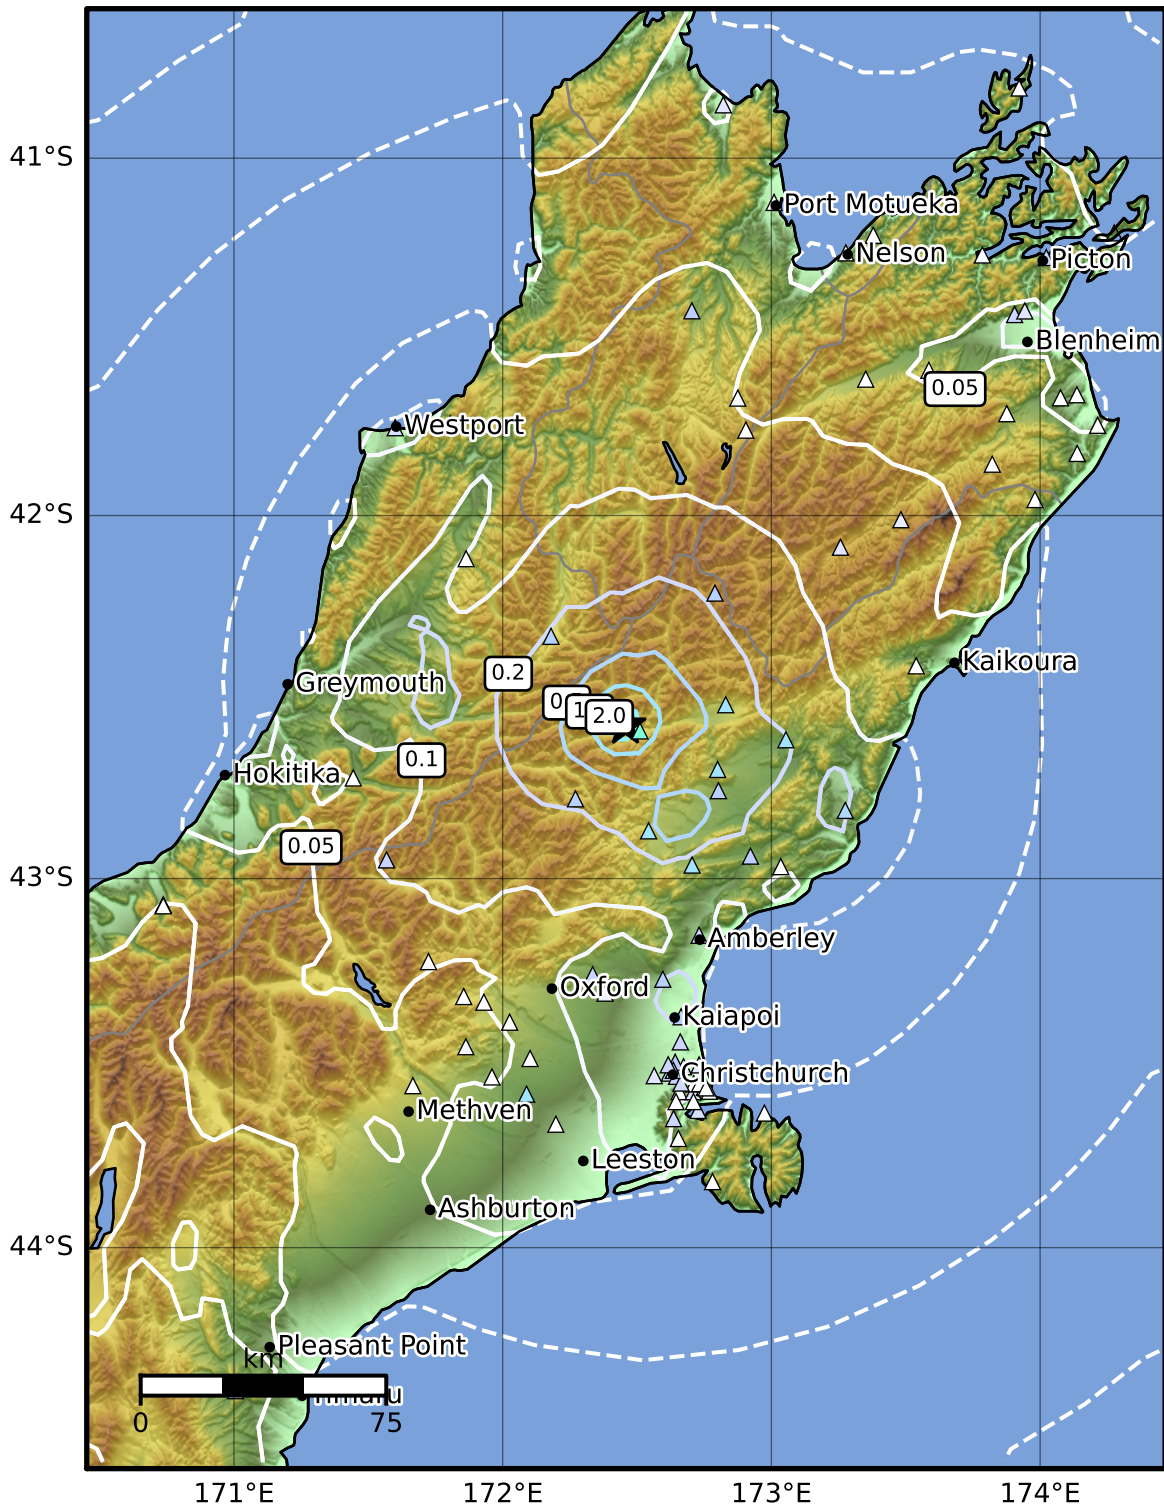 41°S
Port Motueka
Nelson
Picton
Blenheim
0.05
Westport
42°S
Kaikoura
0.2
Greymouth
2.0
0.1
Hokitika
0.05
43°S
Amberley
Oxford
Kaiapoi
Christchurch
Methven
Leeston
Ashburton
44°S
Pleasant Point
km
0
75
171°E
172°E
173°E
174°E